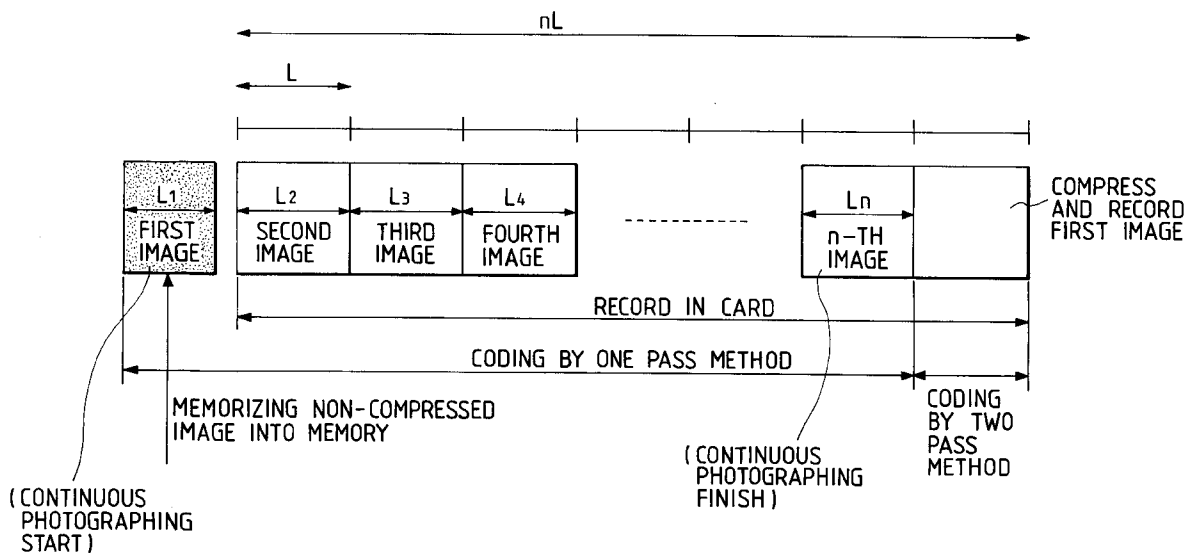 nL
L
L1
FIRST
IMAGE
L2
SECOND
IMAGE
L3
THIRD
IMAGE
L4
FOURTH
IMAGE
Ln
n-TH
IMAGE
COMPRESS
AND RECORD
FIRST IMAGE
RECORD IN CARD
CODING BY ONE PASS METHOD
CODING
BY TWO
PASS
METHOD
MEMORIZING NON-COMPRESSED
IMAGE INTO MEMORY
(CONTINUOUS
PHOTOGRAPHING
START)
(CONTINUOUS
PHOTOGRAPHING
FINISH)